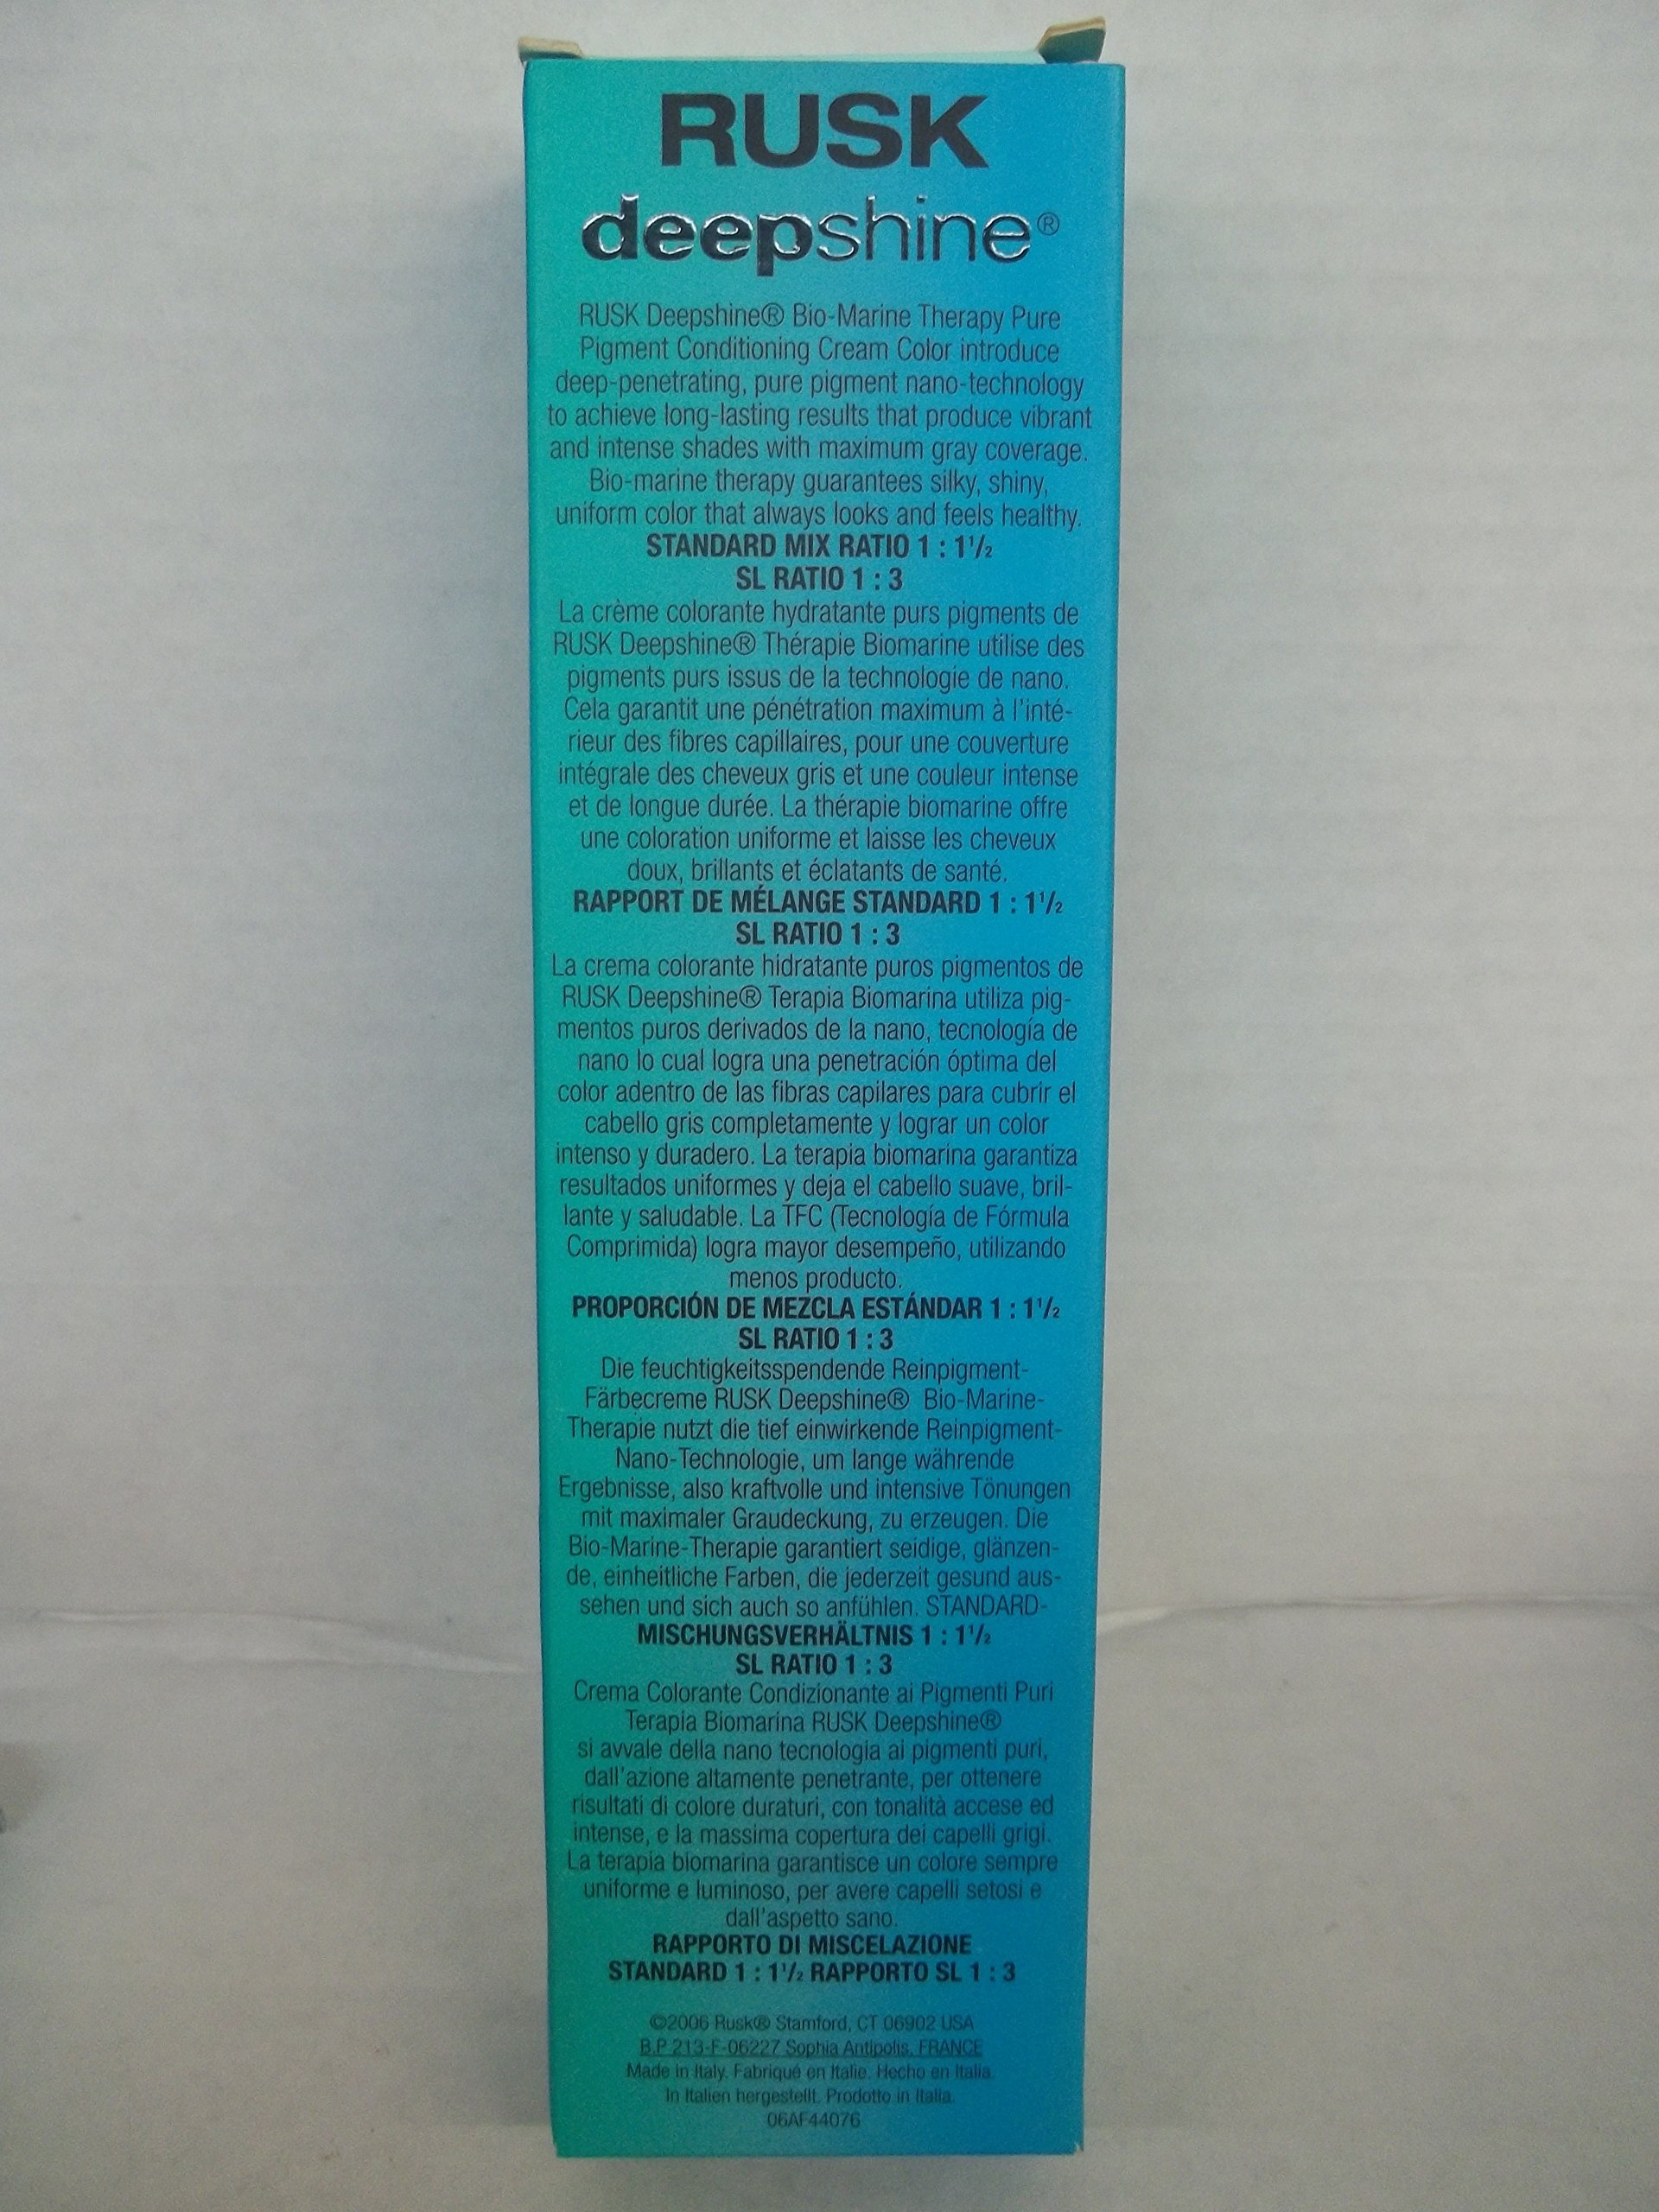 RUSK
deepshine®
RUSK Deepshine® Bio-Marine Therapy Pure
Pigment Conditioning Cream Color introduce
deep-penetrating, pure pigment nano-technology
to achieve long-lasting results that produce vibrant
and intense shades with maximum gray coverage.
Bio-marine therapy guarantees silky, shiny,
uniform color that always looks and feels healthy.
STANDARD MIX RATIO 1 : 1 1/2
SL RATIO 1 : 3
La crème colorante hydratante purs pigments de
RUSK Deepshine® Thérapie Biomarine utilise des
pigments purs issus de la technologie de nano.
Cela garantit une pénétration maximum à l'inté-
rieur des fibres capillaires, pour une couverture
intégrale des cheveux gris et une couleur intense
et de longue durée. La thérapie biomarine offre
une coloration uniforme et laisse les cheveux
doux, brillants et éclatants de santé.
RAPPORT DE MÉLANGE STANDARD 1 : 1 1/2
SL RATIO 1 : 3
La crema colorante hidratante puros pigmentos de
RUSK Deepshine® Terapia Biomarina utiliza pig-
mentos puros derivados de la nano, tecnología de
nano lo cual logra una penetración óptima del
color adentro de las fibras capilares para cubrir el
cabello gris completamente y lograr un color
intenso y duradero. La terapia biomarina garantiza
resultados uniformes y deja el cabello suave, bril-
lante y saludable. La TFC (Tecnología de Fórmula
Comprimida) logra mayor desempeño, utilizando
menos producto.
PROPORCIÓN DE MEZCLA ESTÁNDAR 1 : 1 1/2
SL RATIO 1 : 3
Die feuchtigkeitsspendende Reinpigment-
Färbecreme RUSK Deepshine® Bio-Marine-
Therapie nutzt die tief einwirkende Reinpigment-
Nano-Technologie, um lange währende
Ergebnisse, also kraftvolle und intensive Tönungen
mit maximaler Graudeckung, zu erzeugen. Die
Bio-Marine-Therapie garantiert seidige, glänzen-
de, einheitliche Farben, die jederzeit gesund aus-
sehen und sich auch so anfühlen. STANDARD-
MISCHUNGSVERHÄLTNIS 1 : 1 1/2
SL RATIO 1 : 3
Crema Colorante Condizionante ai Pigmenti Puri
Terapia Biomarina RUSK Deepshine®
si avvale della nano tecnologia ai pigmenti puri,
dall'azione altamente penetrante, per ottenere
risultati di colore duraturi, con tonalità accese ed
intense, e la massima copertura dei capelli grigi.
La terapia biomarina garantisce un colore sempre
uniforme e luminoso, per avere capelli setosi e
dall'aspetto sano.
RAPPORTO DI MISCELAZIONE
STANDARD 1 : 1 1/2 RAPPORTO SL 1 : 3
©2006 Rusk® Stamford, CT 06902 USA
B.P 213-F-06227 Sophia Antipolis, FRANCE
Made in Italy. Fabriqué en Italie. Hecho en Italia.
In Italien hergestellt. Prodotto in Italia.
06AF44076